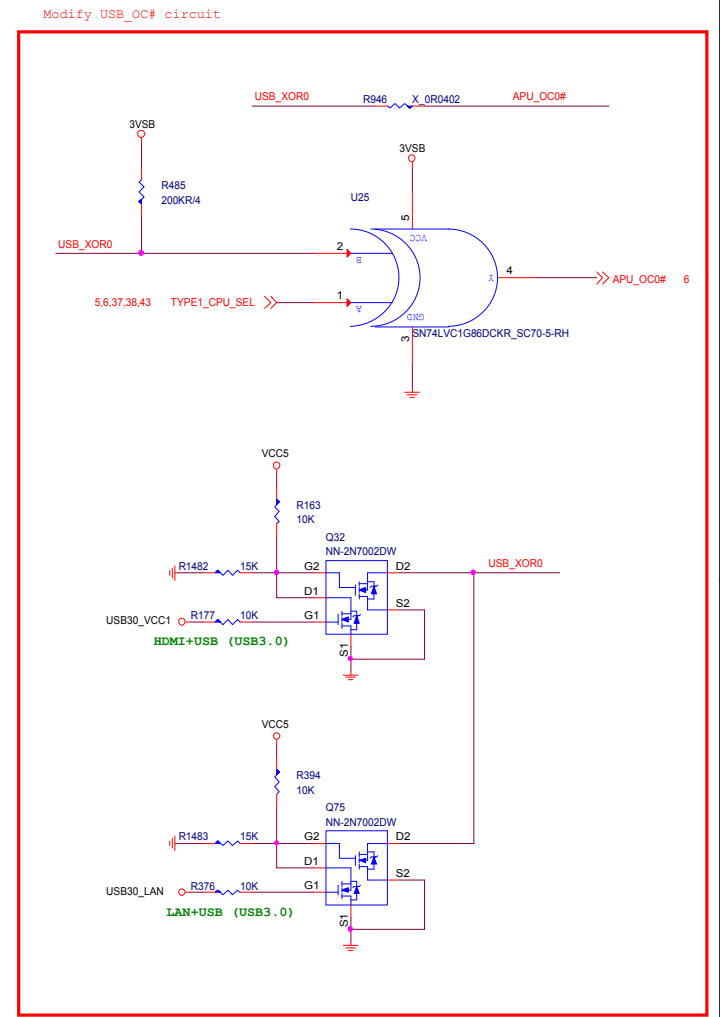 Modify USB_OC# circuit
USB_XOR0 R946 X_0R0402 APU_OC0#
3VSB
3VSB
R485
200KR/4
U25
5
VCC
USB_XOR0 2 B
Y 4 APU_OC0# 6
5,6,37,38,43 TYPE1_CPU_SEL 1 A
GND
3 SN74LVC1G86DCKR_SC70-5-RH
VCC5
R163
10K
Q32
NN-2N7002DW
R1482 15K G2 D2 USB_XOR0
D1
S2
USB30_VCC1 R177 10K G1
HDMI+USB (USB3.0)
S1
VCC5
R394
10K
Q75
NN-2N7002DW
R1483 15K G2 D2
D1
S2
USB30_LAN R376 10K G1
LAN+USB (USB3.0)
S1